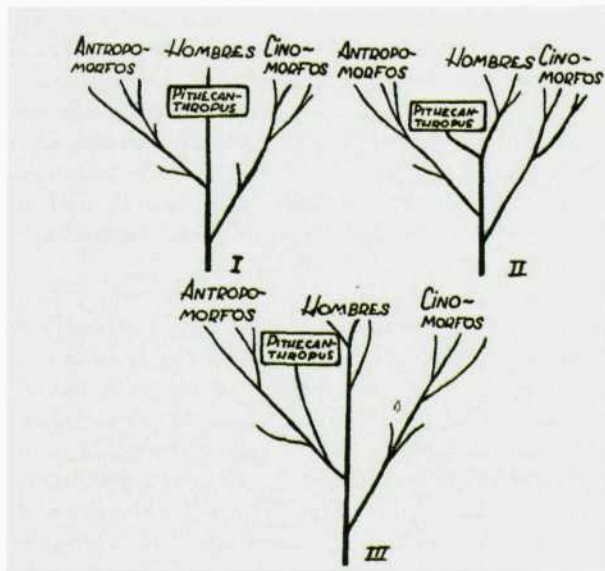 ANTROPO-
MORFOS
HOMBRES
CINO-
MORFOS
PITHECAN-
THROPUS
I
ANTROPO-
MORFOS
HOMBRES
CINO-
MORFOS
PITHECAN-
THROPUS
II
ANTROPO-
MORFOS
HOMBRES
CINO-
MORFOS
PITHECAN-
THROPUS
III